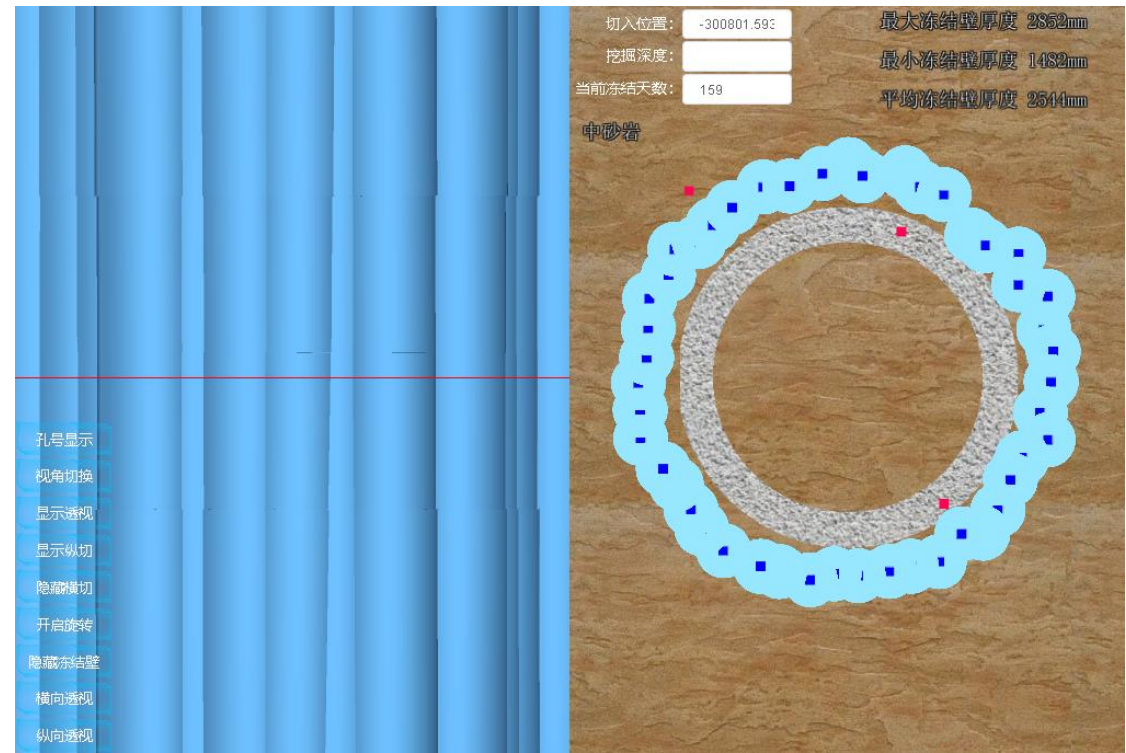 切入位置： -300801.593
挖掘深度：
当前冻结天数： 159
最大冻结壁厚度 2852mm
最小冻结壁厚度 1482mm
平均冻结壁厚度 2544mm
中砂岩
孔号显示
视角切换
显示透视
显示纵切
隐藏横切
开启旋转
隐藏冻结壁
横向透视
纵向透视